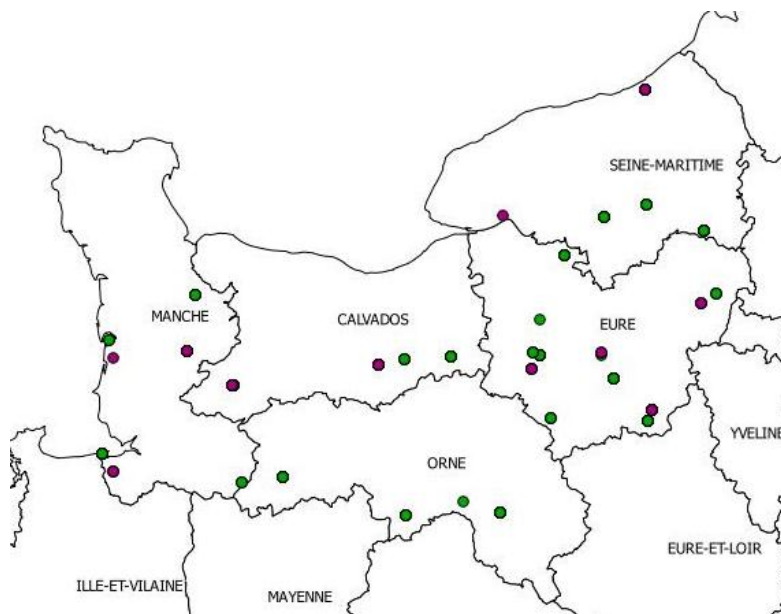 SEINE-MARITIME
MANCHE
CALVADOS
EURE
YVELINE
ORNE
EURE-ET-LOIR
ILLE-ET-VILAINE
MAYENNE